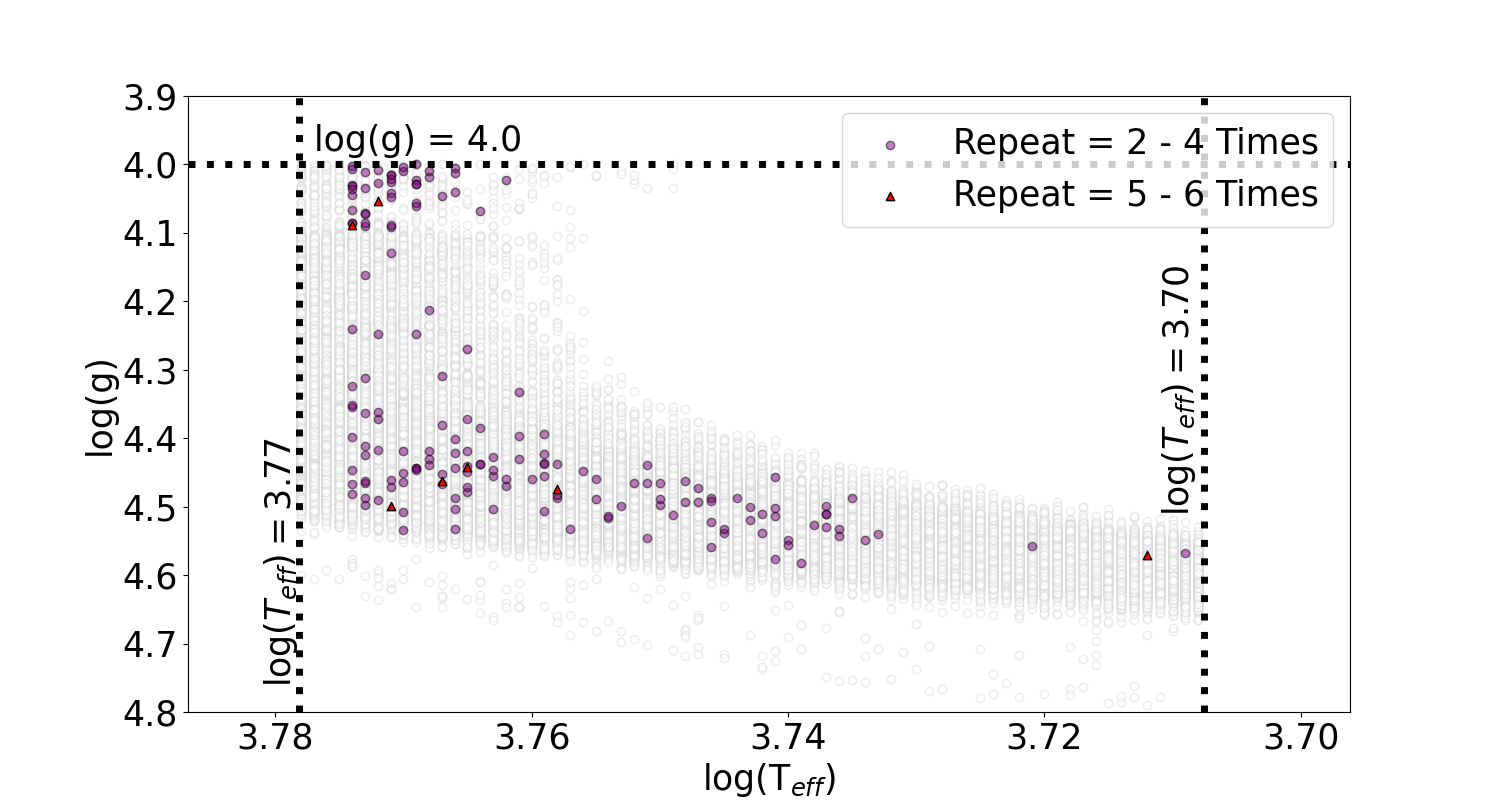 log(g) = 4.0
Repeat = 2 - 4 Times
Repeat = 5 - 6 Times
log(T_eff) = 3.77
log(T_eff) = 3.70
3.9
4.0
4.1
4.2
4.3
4.4
4.5
4.6
4.7
4.8
log(g)
3.78
3.76
3.74
3.72
3.70
log(T_eff)